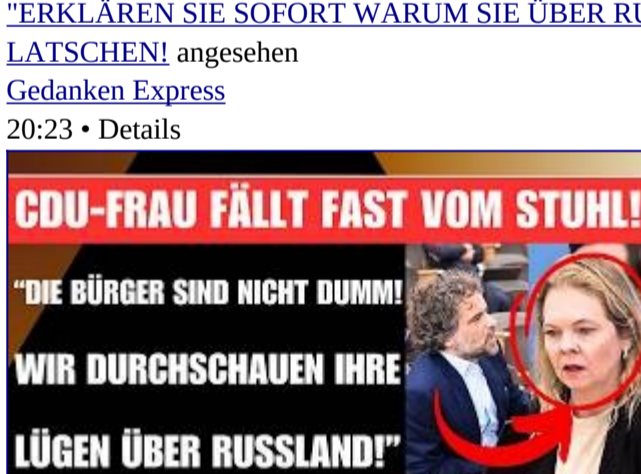 "ERKLÄREN SIE SOFORT WARUM SIE ÜBER
LATSCHEN! angesehen
Gedanken Express
20:23 • Details
CDU-FRAU FÄLLT FAST VOM STUHL!
“DIE BÜRGER SIND NICHT DUMM!
WIR DURCHSCHAUEN IHRE
LÜGEN ÜBER RUSSLAND!”